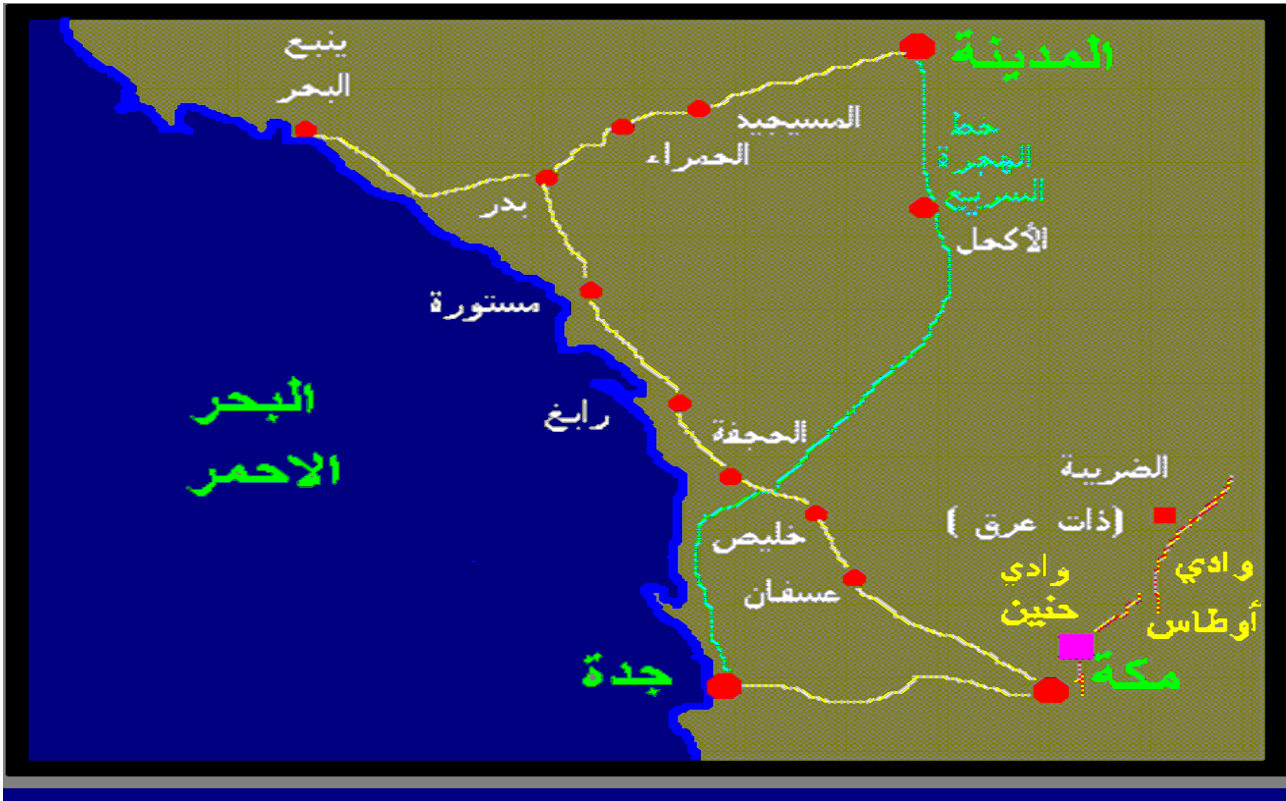 المدينة
ينبع
البحر
المسيجيد
الحمراء
خط
الهجرة
السريع
بدر
الأكحل
مستورة
البحر
الاحمر
رابغ
الحجفة
الضريبة
(ذات عرق )
خليص
وادي
حنين
وادي
أوطاس
عسفان
جدة
مكة